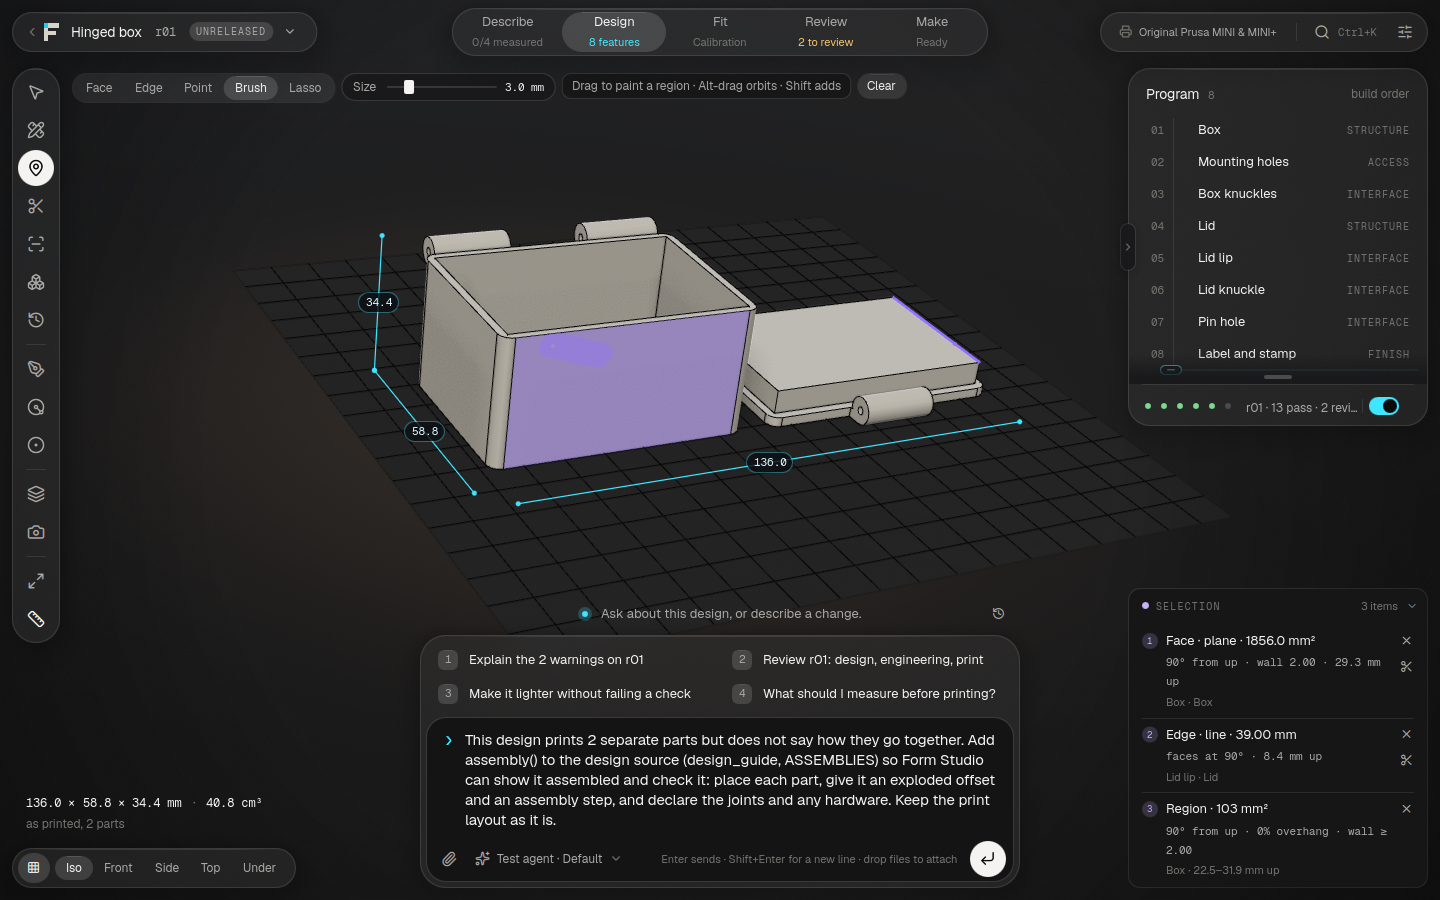 Hinged box r01 UNRELEASED
Describe
0/4 measured
Design
8 features
Fit
Calibration
Review
2 to review
Make
Ready
Original Prusa MINI & MINI+
Ctrl+K
Face Edge Point Brush Lasso
Size 3.0 mm
Drag to paint a region · Alt-drag orbits · Shift adds
Clear
Program 8 build order
01 Box STRUCTURE
02 Mounting holes ACCESS
03 Box knuckles INTERFACE
04 Lid STRUCTURE
05 Lid lip INTERFACE
06 Lid knuckle INTERFACE
07 Pin hole INTERFACE
08 Label and stamp FINISH
r01 · 13 pass · 2 revi…
34.4
58.8
136.0
Ask about this design, or describe a change.
1 Explain the 2 warnings on r01
2 Review r01: design, engineering, print
3 Make it lighter without failing a check
4 What should I measure before printing?
This design prints 2 separate parts but does not say how they go together. Add
assembly() to the design source (design_guide, ASSEMBLIES) so Form Studio
can show it assembled and check it: place each part, give it an exploded offset
and an assembly step, and declare the joints and any hardware. Keep the print
layout as it is.
Test agent · Default
Enter sends · Shift+Enter for a new line · drop files to attach
SELECTION 3 items
1 Face · plane · 1856.0 mm²
90° from up · wall 2.00 · 29.3 mm
up
Box · Box
2 Edge · line · 39.00 mm
faces at 90° · 8.4 mm up
Lid lip · Lid
3 Region · 103 mm²
90° from up · 0% overhang · wall ≥
2.00
Box · 22.5–31.9 mm up
136.0 × 58.8 × 34.4 mm · 40.8 cm³
as printed, 2 parts
Iso Front Side Top Under